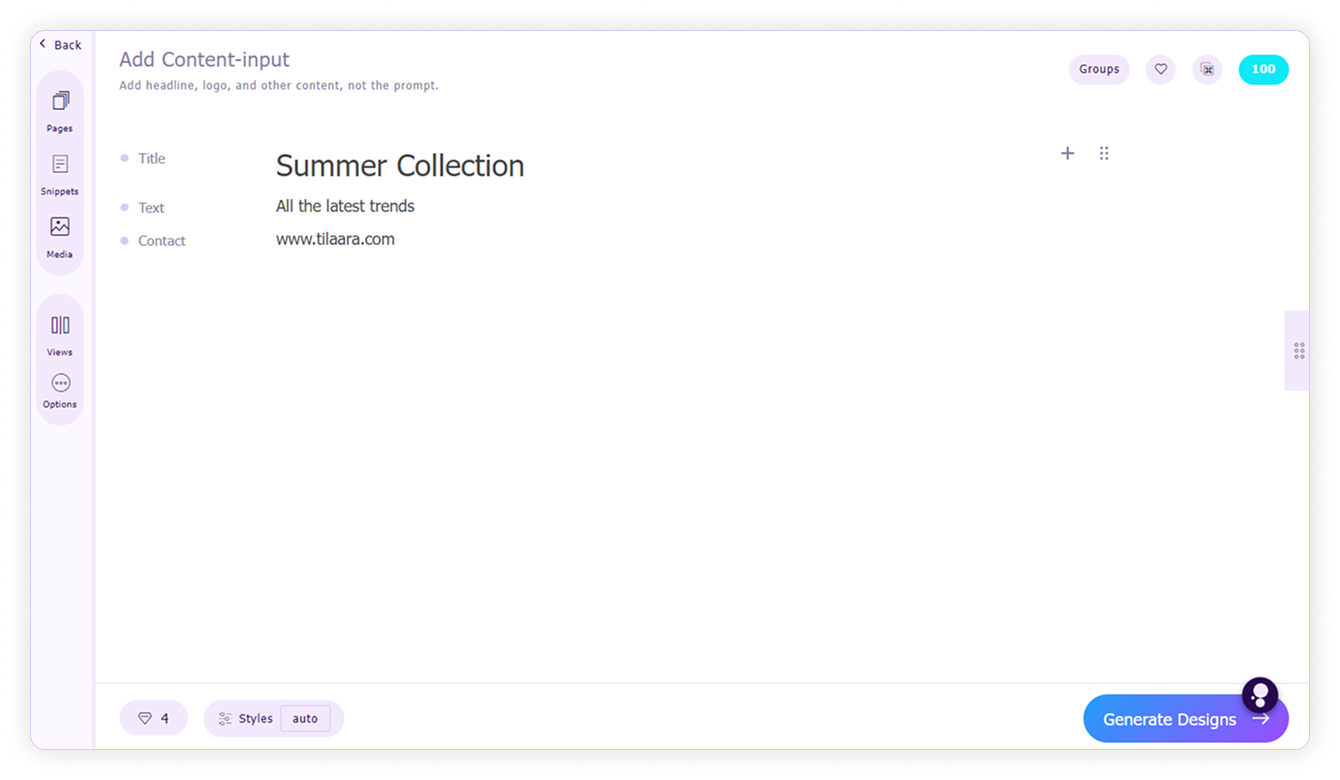 Back
Add Content-input
Add headline, logo, and other content, not the prompt.
Groups
100
Pages
Snippets
Media
Views
Options
Title
Summer Collection
Text
All the latest trends
Contact
www.tilaara.com
4
Styles
auto
Generate Designs